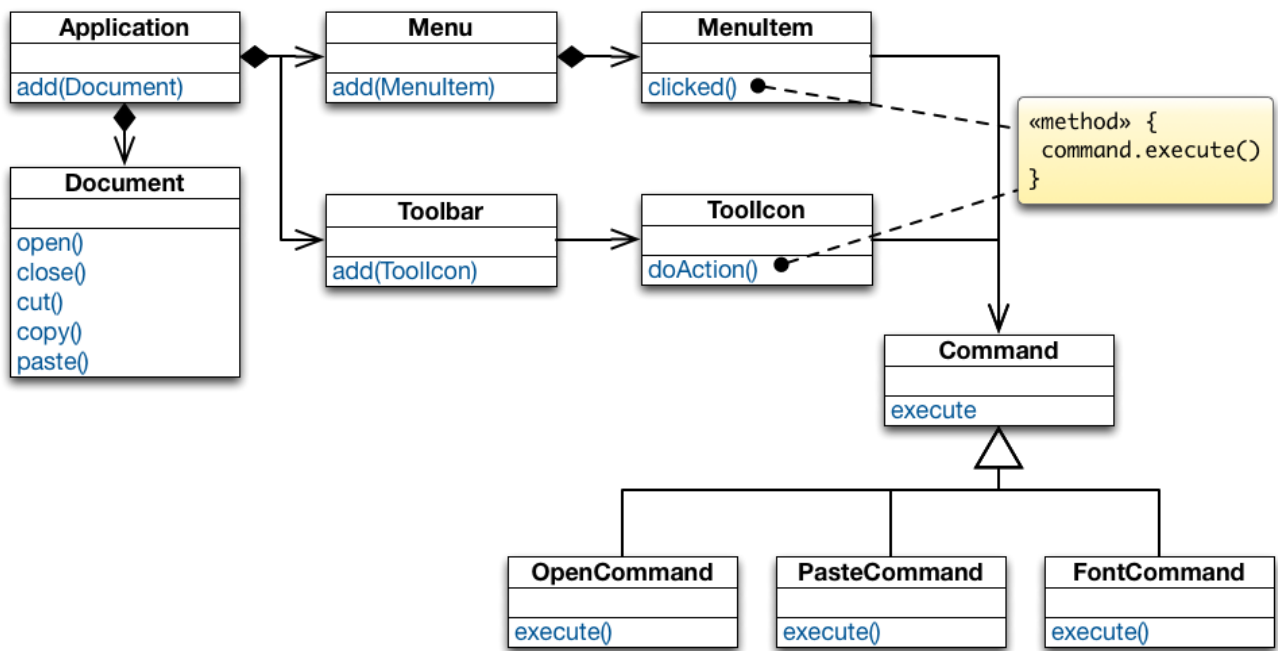 Application
add(Document)
Menu
add(MenuItem)
MenuItem
clicked()
«method» {
command.execute()
}
Document
open()
close()
cut()
copy()
paste()
Toolbar
add(ToolIcon)
ToolIcon
doAction()
Command
execute
OpenCommand
execute()
PasteCommand
execute()
FontCommand
execute()